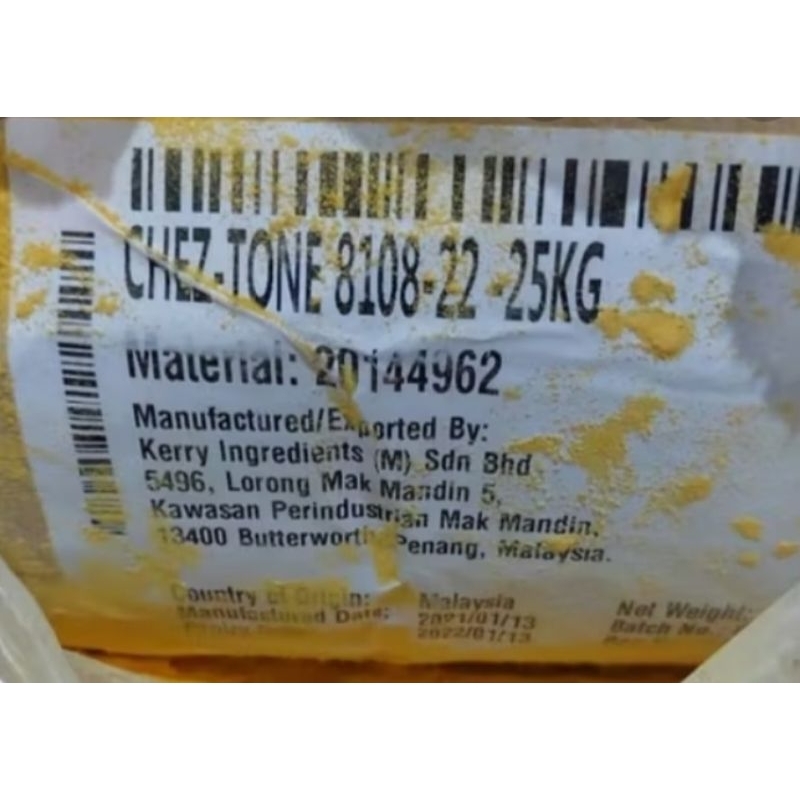 CHEZ-TONE 8108-22 -25KG
Material: 20144962
Manufactured/Exported By:
Kerry Ingredients (M) Sdn Bhd
5496, Lorong Mak Mandin 5,
Kawasan Perindustrian Mak Mandin,
13400 Butterworth Penang, Malaysia.
Country of Origin: Malaysia Net Weight:
Manufactured Date: 2021/01/13 Batch No.
2022/01/13